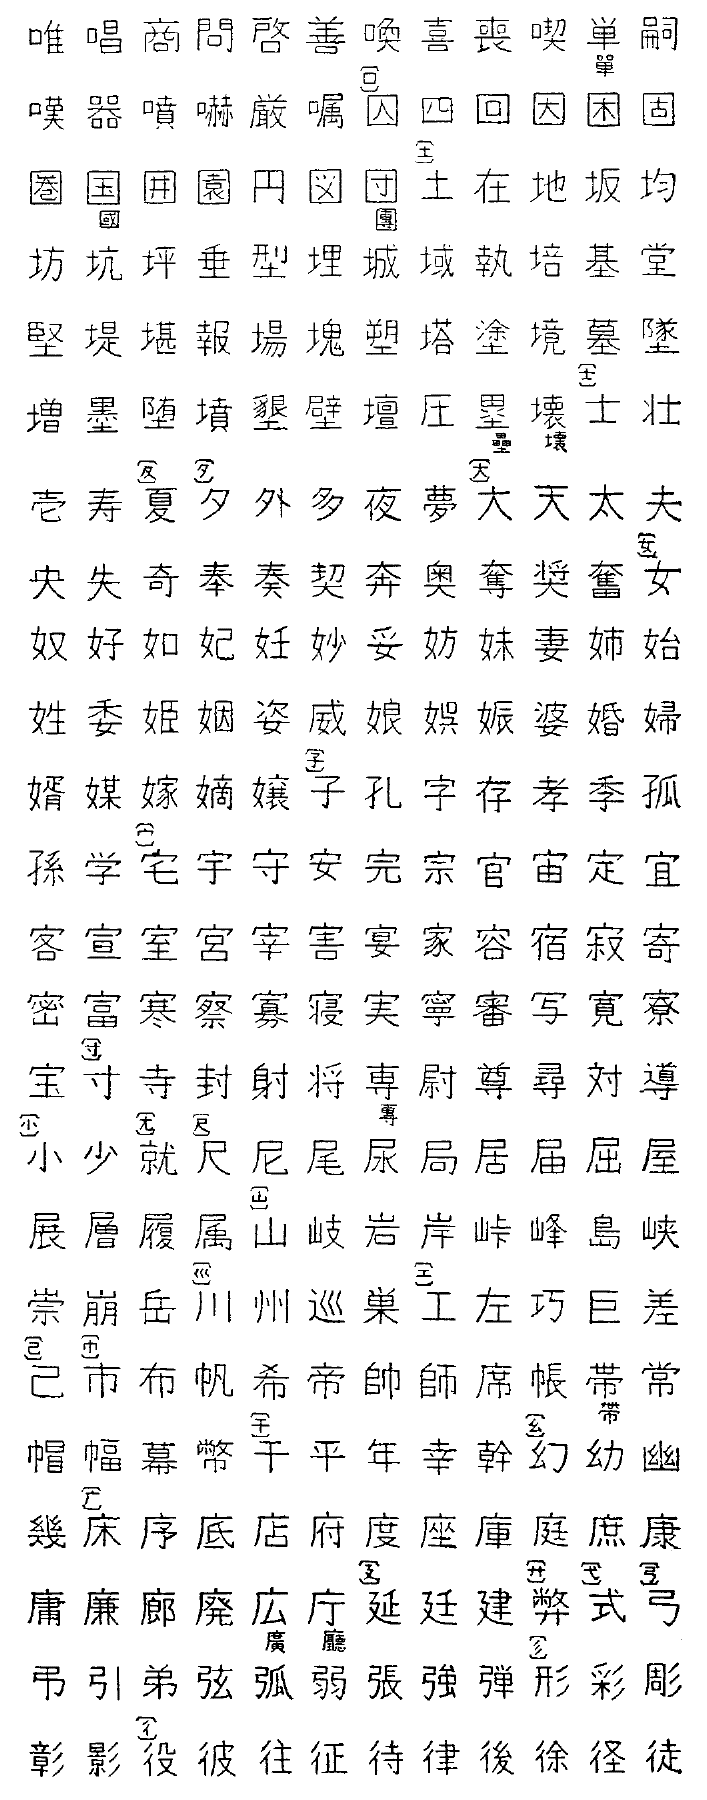 唯唱商問啓善喚喜喪喫単嗣
單
〔囗〕
嘆器噴嚇厳嘱囚四回因困固
〔土〕
圏国囲園円図団土在地坂均
國 團
坊坑坪垂型埋城域執培基堂
堅堤堪報場塊塑塔塗境墓墜
〔士〕
増墨堕墳墾壁壇圧塁壊士壮
壘 壞
〔夊〕〔夕〕〔大〕
壱寿夏夕外多夜夢大天太夫
〔女〕
央失奇奉奏契奔奥奪奨奮女
奴好如妃妊妙妥妨妹妻姉始
姓委姫姻姿威娘娯娠婆婚婦
〔子〕
婿媒嫁嫡嬢子孔字存孝季孤
〔宀〕
孫学宅宇守安完宗官宙定宜
客宣室宮宰害宴家容宿寂寄
密富寒察寡寝実寧審写寛寮
〔寸〕
宝寸寺封射将専尉尊尋対導
專
〔小〕〔尢〕〔尸〕
小少就尺尼尾尿局居届屈屋
〔山〕
展層履属山岐岩岸峠峰島峡
〔巛〕〔工〕
崇崩岳川州巡巣工左巧巨差
〔己〕〔巾〕
己市布帆希帝帥師席帳帯常
帶
〔干〕〔幺〕
帽幅幕幣干平年幸幹幻幼幽
〔广〕
幾床序底店府度座庫庭庶康
〔廴〕〔廾〕〔弋〕〔弓〕
庸廉廊廃広庁延廷建弊式弓
廣 廳
〔彡〕
弔引弟弦弧弱張強弾形彩彫
〔彳〕
彰影役彼往征待律後徐径徒